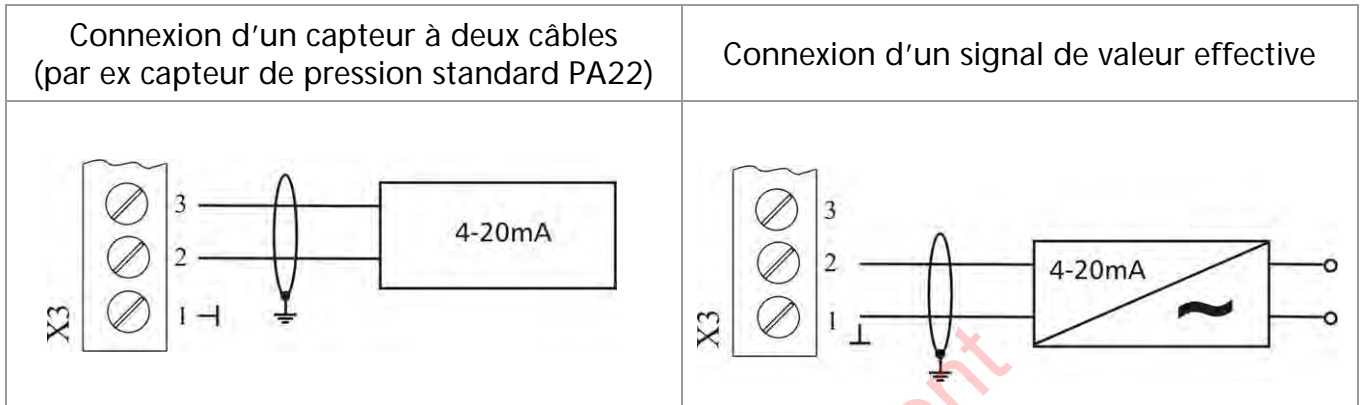 Connexion d'un capteur à deux câbles
(par ex capteur de pression standard PA22)
Connexion d'un signal de valeur effective
3
2
1
X3
4-20mA
3
2
1
X3
4-20mA